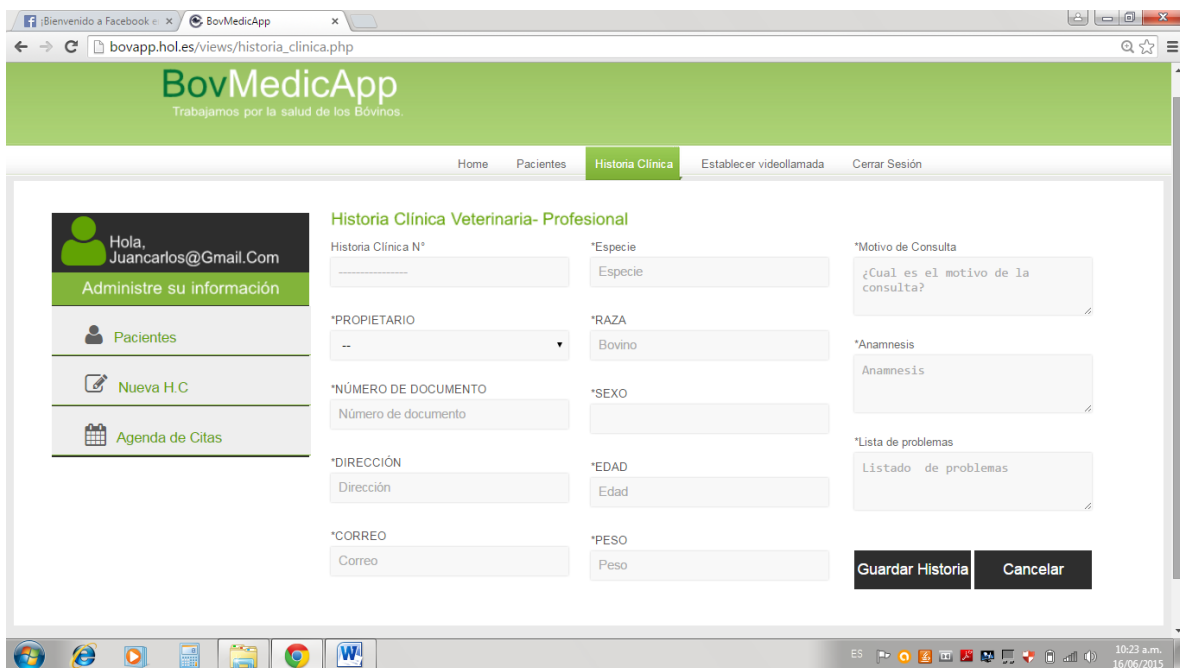 ¡Bienvenido a Facebook e
BovMedicApp
bovapp.hol.es/views/historia_clinica.php
BovMedicApp
Trabajamos por la salud de los Bóvinos.
Home Pacientes Historia Clínica Establecer videollamada Cerrar Sesión
Hola,
Juancarlos@Gmail.Com
Administre su información
Pacientes
Nueva H.C
Agenda de Citas
Historia Clínica Veterinaria- Profesional
Historia Clínica N°
----------------
*PROPIETARIO
--
*NÚMERO DE DOCUMENTO
Número de documento
*DIRECCIÓN
Dirección
*CORREO
Correo
*Especie
Especie
*RAZA
Bovino
*SEXO
*EDAD
Edad
*PESO
Peso
*Motivo de Consulta
¿Cual es el motivo de la
consulta?
*Anamnesis
Anamnesis
*Lista de problemas
Listado de problemas
Guardar Historia Cancelar
ES
10:23 a.m.
16/06/2015